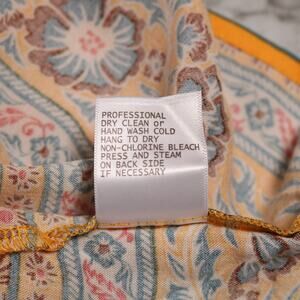 PROFESSIONAL
DRY CLEAN or
HAND WASH COLD
HANG TO DRY
NON-CHLORINE BLEACH
PRESS AND STEAM
ON BACK SIDE
IF NECESSARY